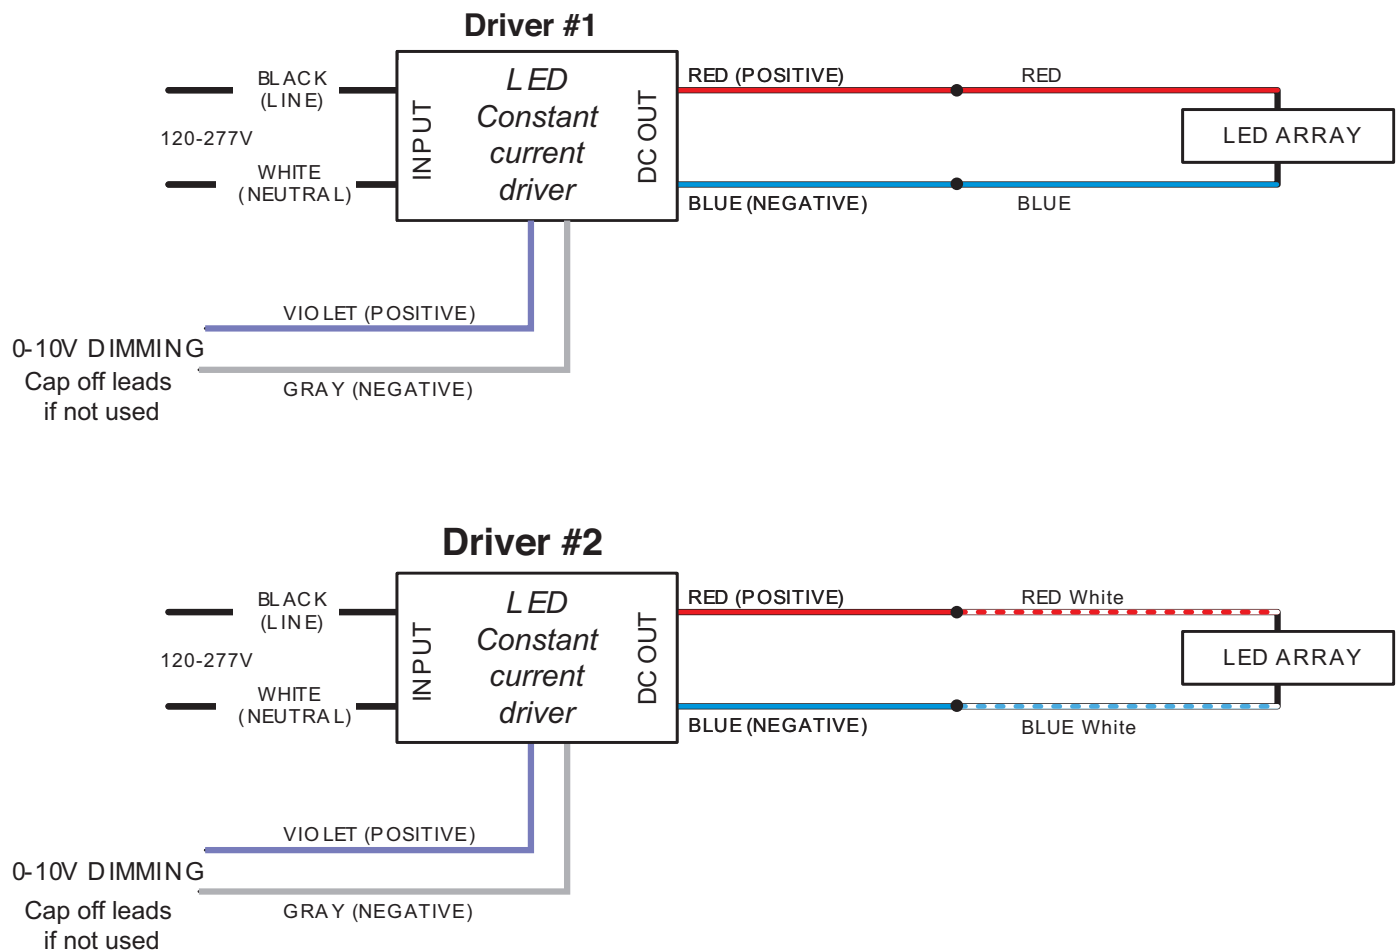 Driver #1
BLACK
(LINE)
120-277V
WHITE
(NEUTRAL)
INPUT
LED
Constant
current
driver
DC OUT
RED (POSITIVE)
RED
LED ARRAY
BLUE (NEGATIVE)
BLUE
VIOLET (POSITIVE)
0-10V DIMMING
Cap off leads
if not used
GRAY (NEGATIVE)
Driver #2
BLACK
(LINE)
120-277V
WHITE
(NEUTRAL)
INPUT
LED
Constant
current
driver
DC OUT
RED (POSITIVE)
RED White
LED ARRAY
BLUE (NEGATIVE)
BLUE White
VIOLET (POSITIVE)
0-10V DIMMING
Cap off leads
if not used
GRAY (NEGATIVE)